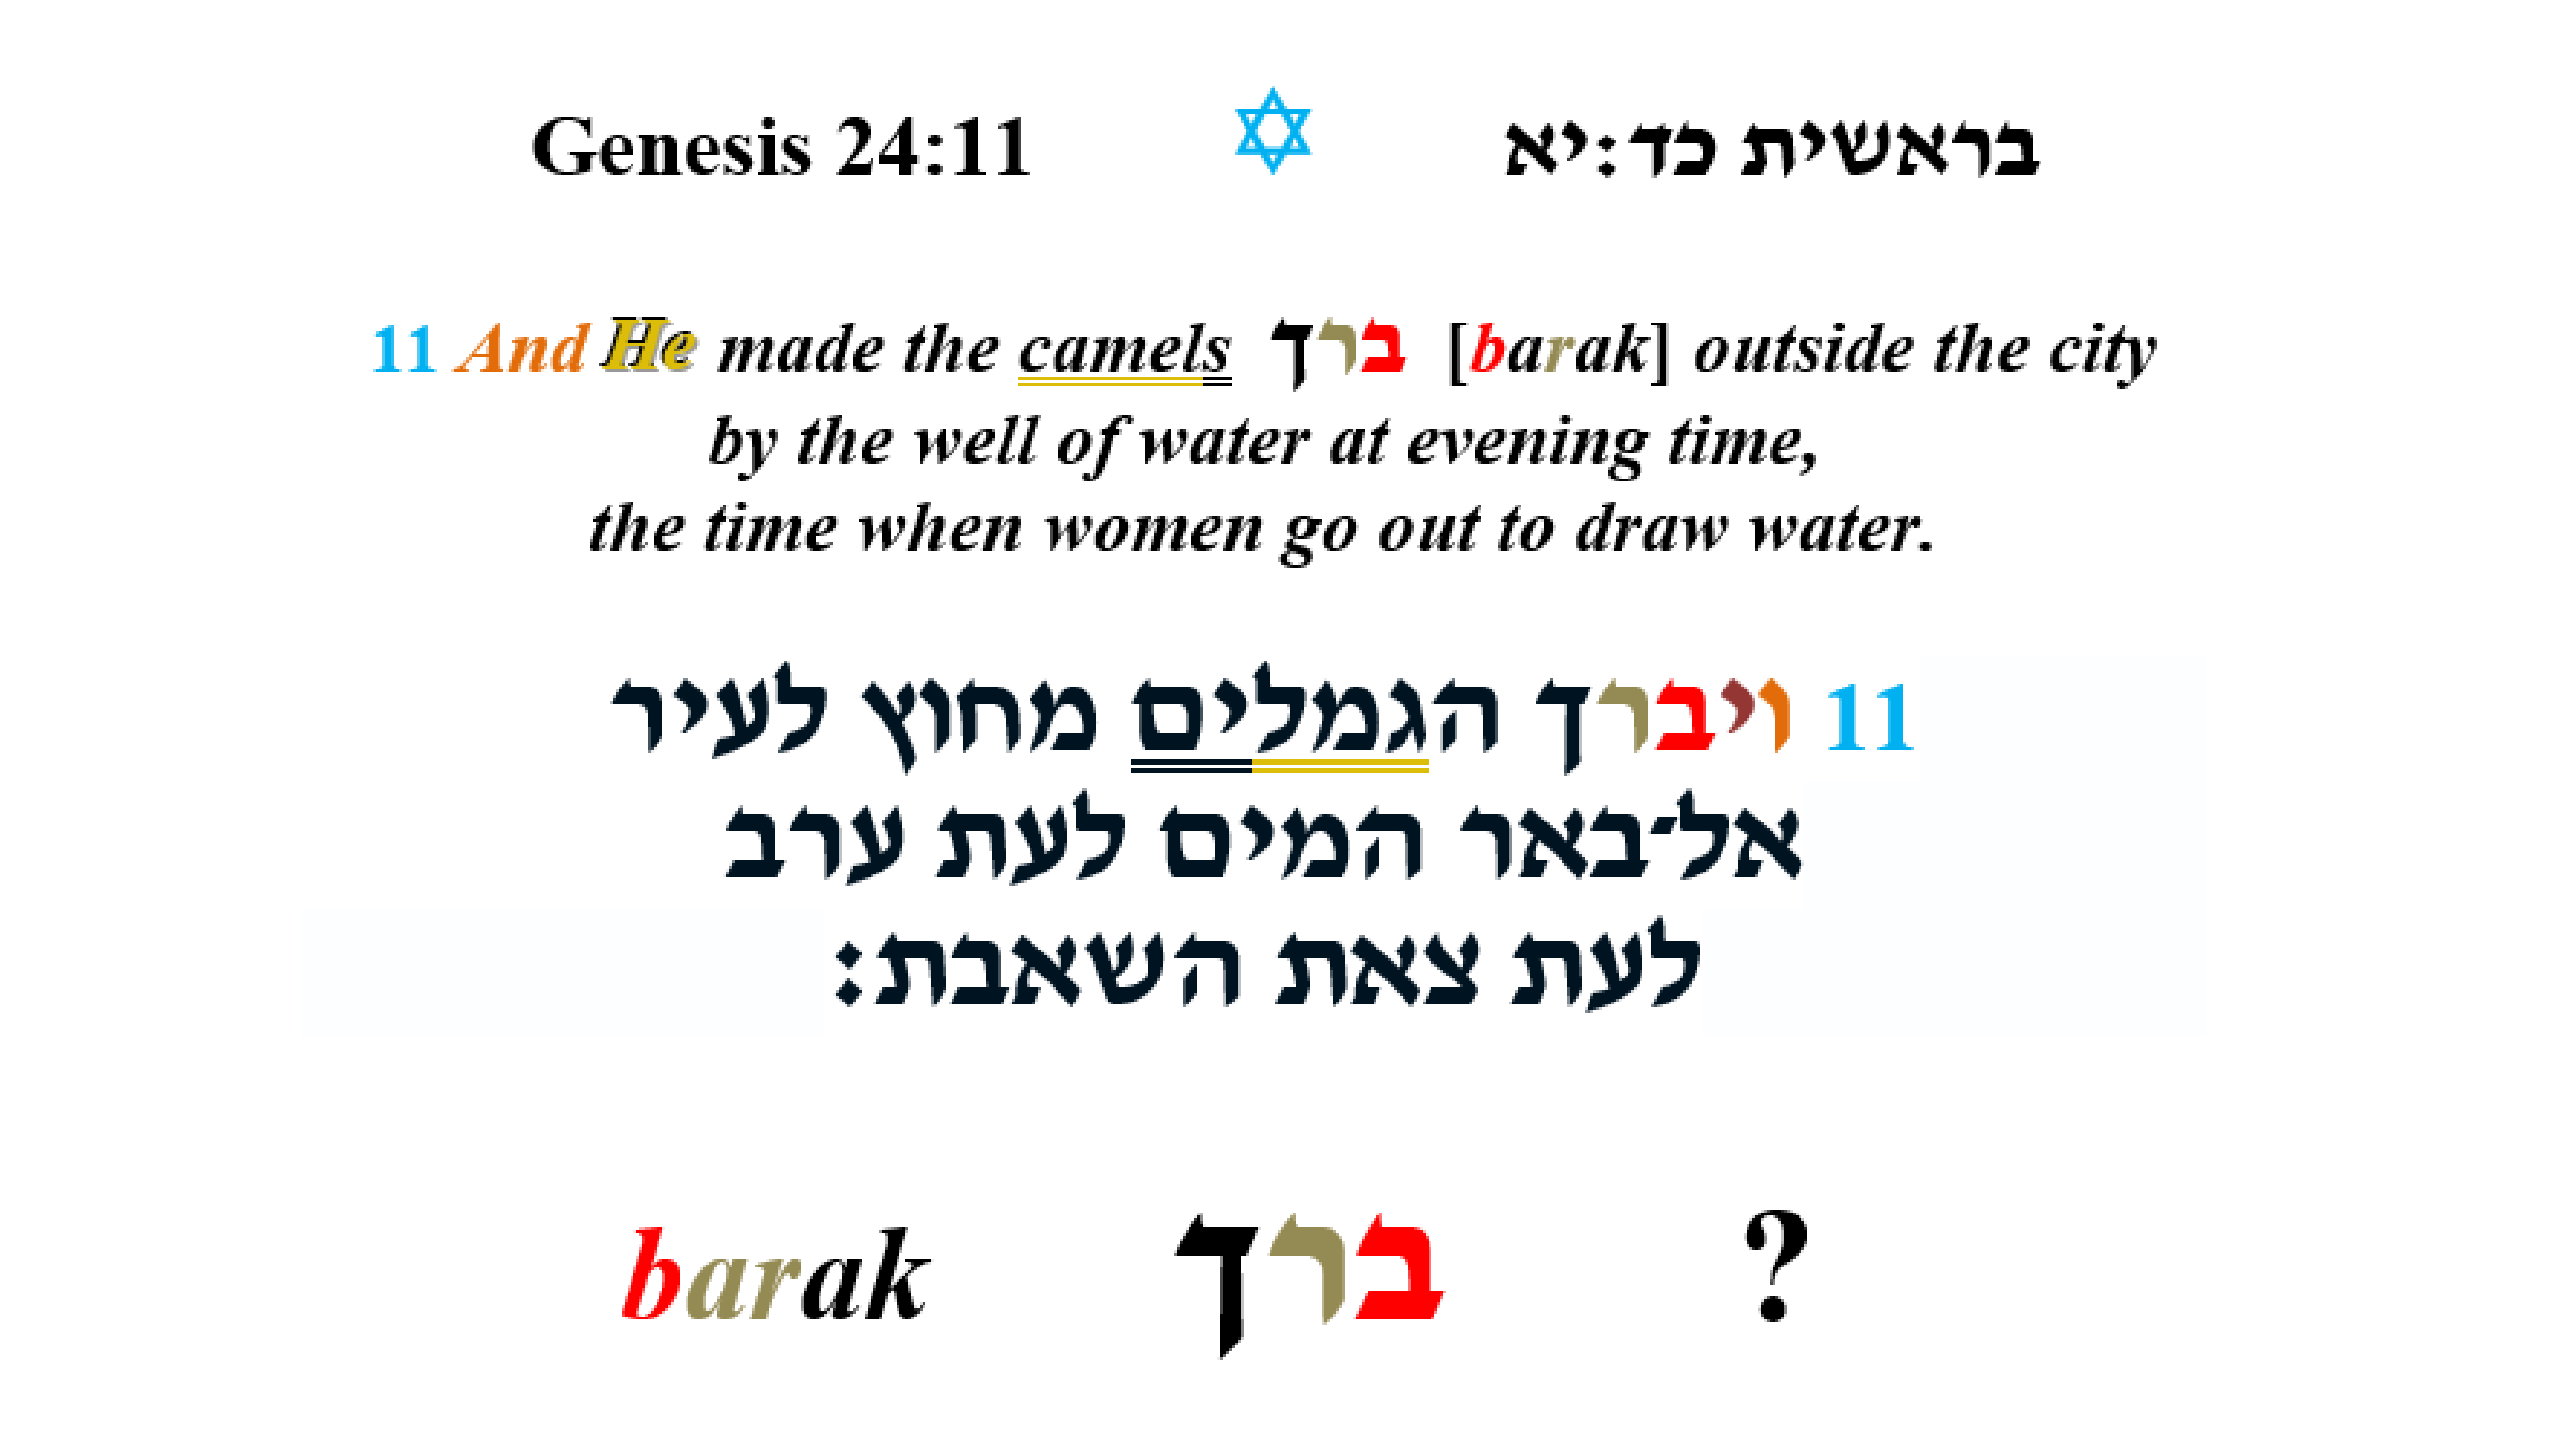 Genesis 24:11 ✡ בראשית כד:יא
11 And He made the camels ברך [barak] outside the city
by the well of water at evening time,
the time when women go out to draw water.
11 ויברך הגמלים מחוץ לעיר
אל־באר המים לעת ערב
לעת צאת השאבת:
barak ברך ?